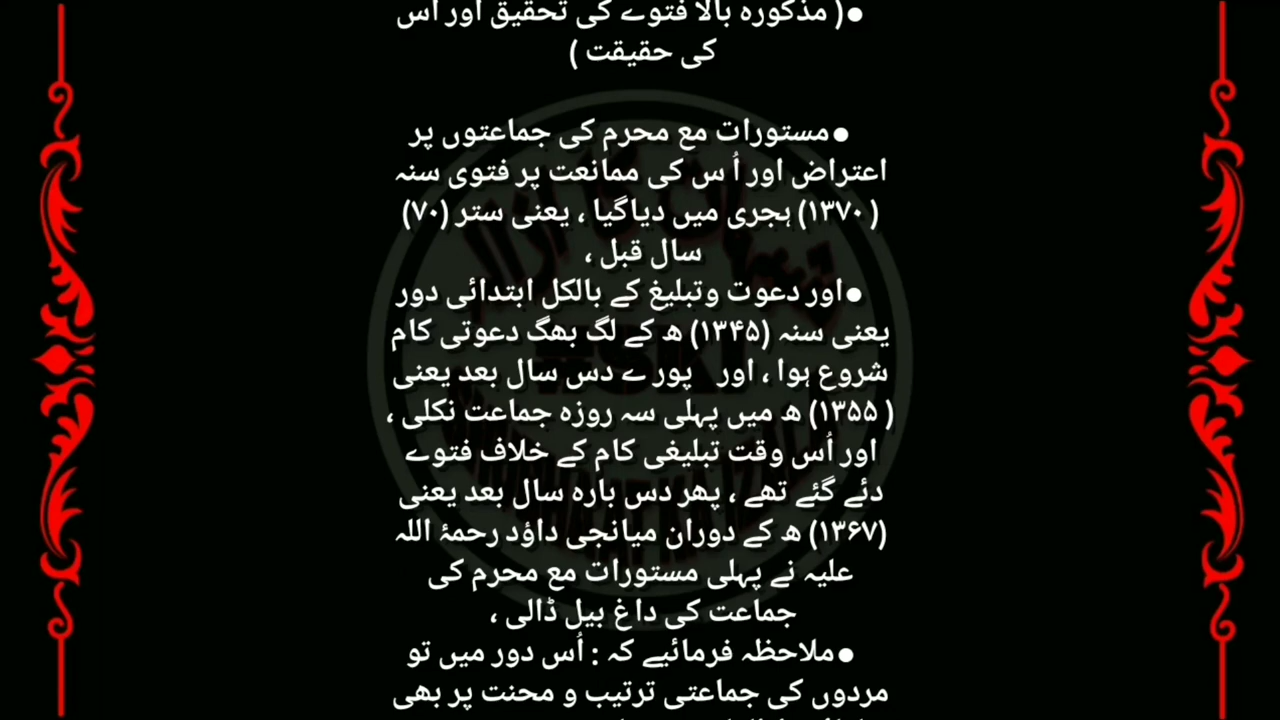 ●( مذکورہ بالا فتوے کی تحقیق اور اس
کی حقیقت )
●مستورات مع محرم کی جماعتوں پر
اعتراض اور اُ س کی ممانعت پر فتوی سنہ
(۱۳۷۰) ہجری میں دیاگیا ، یعنی ستر (۷۰)
سال قبل ،
●اور دعوت وتبلیغ کے بالکل ابتدائی دور
یعنی سنہ (۱۳۴۵) ھ کے لگ بھگ دعوتی کام
شروع ہوا ، اور پور ے دس سال بعد یعنی
( ۱۳۵۵) ھ میں پہلی سہ روزہ جماعت نکلی ،
اور اُس وقت تبلیغی کام کے خلاف فتوے
دئے گئے تھے ، پھر دس بارہ سال بعد یعنی
(۱۳۶۷) ھ کے دوران میانجی داؤد رحمۂ اللہ
علیہ نے پہلی مستورات مع محرم کی
جماعت کی داغ بیل ڈالی ،
●ملاحظہ فرمائیے کہ : اُس دور میں تو
مردوں کی جماعتی ترتیب و محنت پر بھی